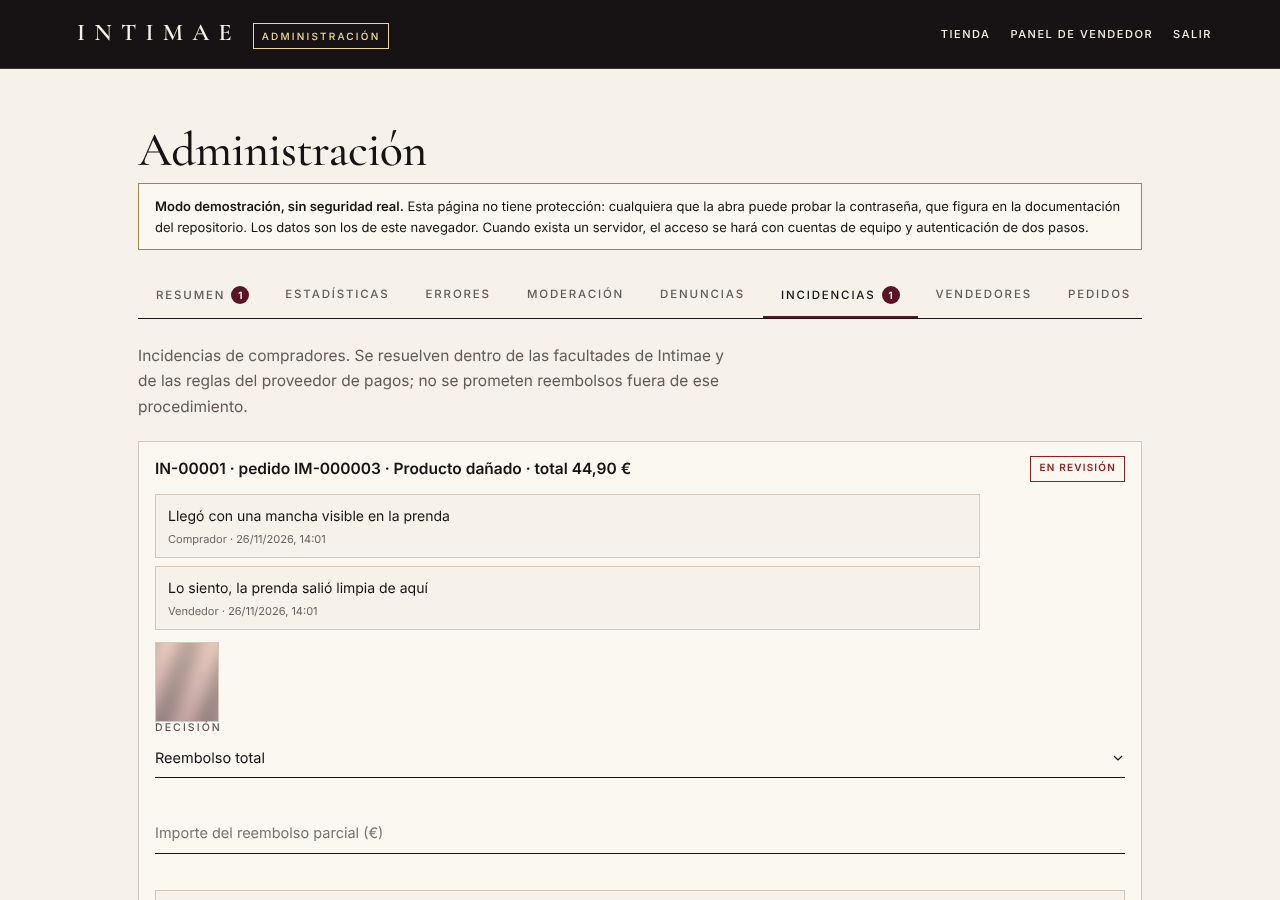 INTIMAE ADMINISTRACIÓN TIENDA PANEL DE VENDEDOR SALIR
Administración
Modo demostración, sin seguridad real. Esta página no tiene protección: cualquiera que la abra puede probar la contraseña, que figura en la documentación
del repositorio. Los datos son los de este navegador. Cuando exista un servidor, el acceso se hará con cuentas de equipo y autenticación de dos pasos.
RESUMEN 1 ESTADÍSTICAS ERRORES MODERACIÓN DENUNCIAS INCIDENCIAS 1 VENDEDORES PEDIDOS
Incidencias de compradores. Se resuelven dentro de las facultades de Intimae y
de las reglas del proveedor de pagos; no se prometen reembolsos fuera de ese
procedimiento.
IN-00001 · pedido IM-000003 · Producto dañado · total 44,90 € EN REVISIÓN
Llegó con una mancha visible en la prenda
Comprador · 26/11/2026, 14:01
Lo siento, la prenda salió limpia de aquí
Vendedor · 26/11/2026, 14:01
DECISIÓN
Reembolso total
Importe del reembolso parcial (€)